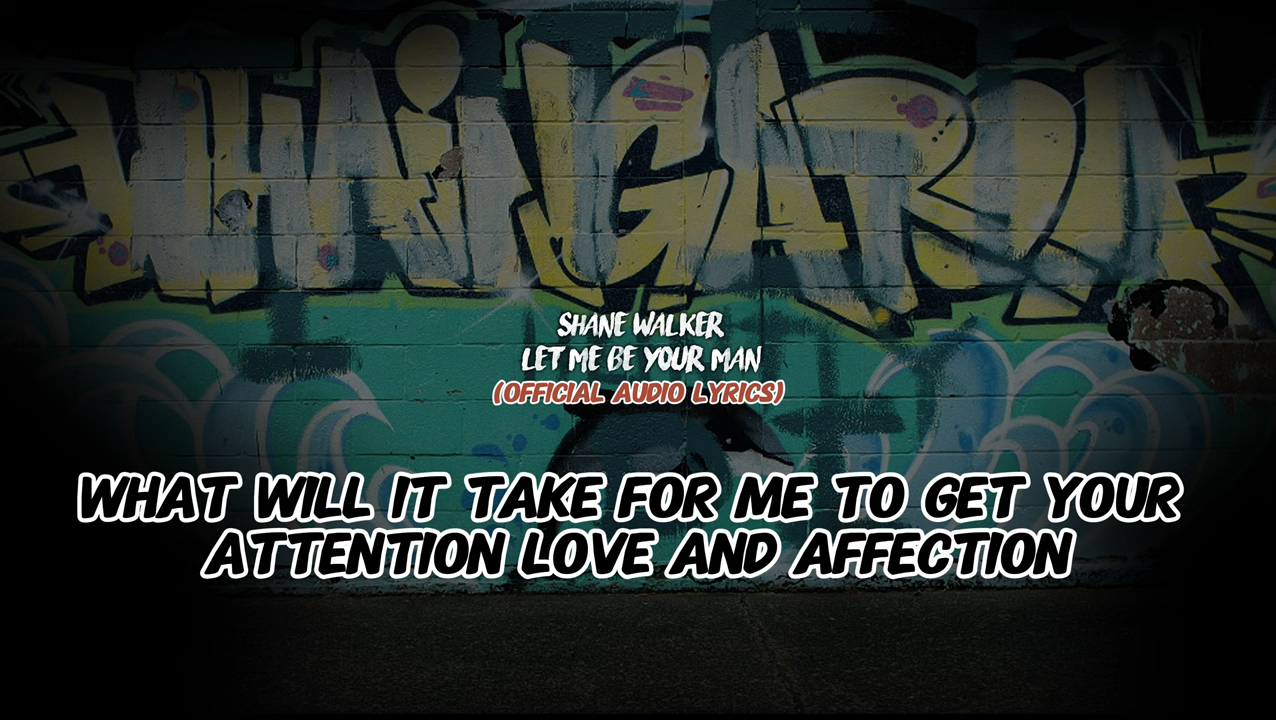 SHANE WALKER
LET ME BE YOUR MAN
(OFFICIAL AUDIO LYRICS)
WHAT WILL IT TAKE FOR ME TO GET YOUR
ATTENTION LOVE AND AFFECTION